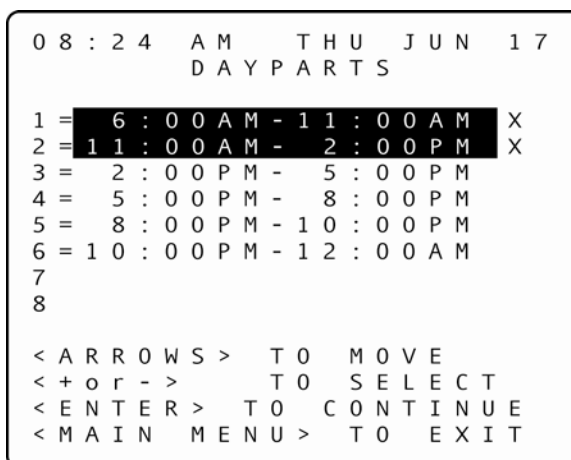 08:24 AM THU JUN 17
DAYPARTS
1= 6:00AM-11:00AM X
2=11:00AM- 2:00PM X
3= 2:00PM- 5:00PM
4= 5:00PM- 8:00PM
5= 8:00PM-10:00PM
6=10:00PM-12:00AM
7
8
<ARROWS> TO MOVE
<+or-> TO SELECT
<ENTER> TO CONTINUE
<MAIN MENU> TO EXIT